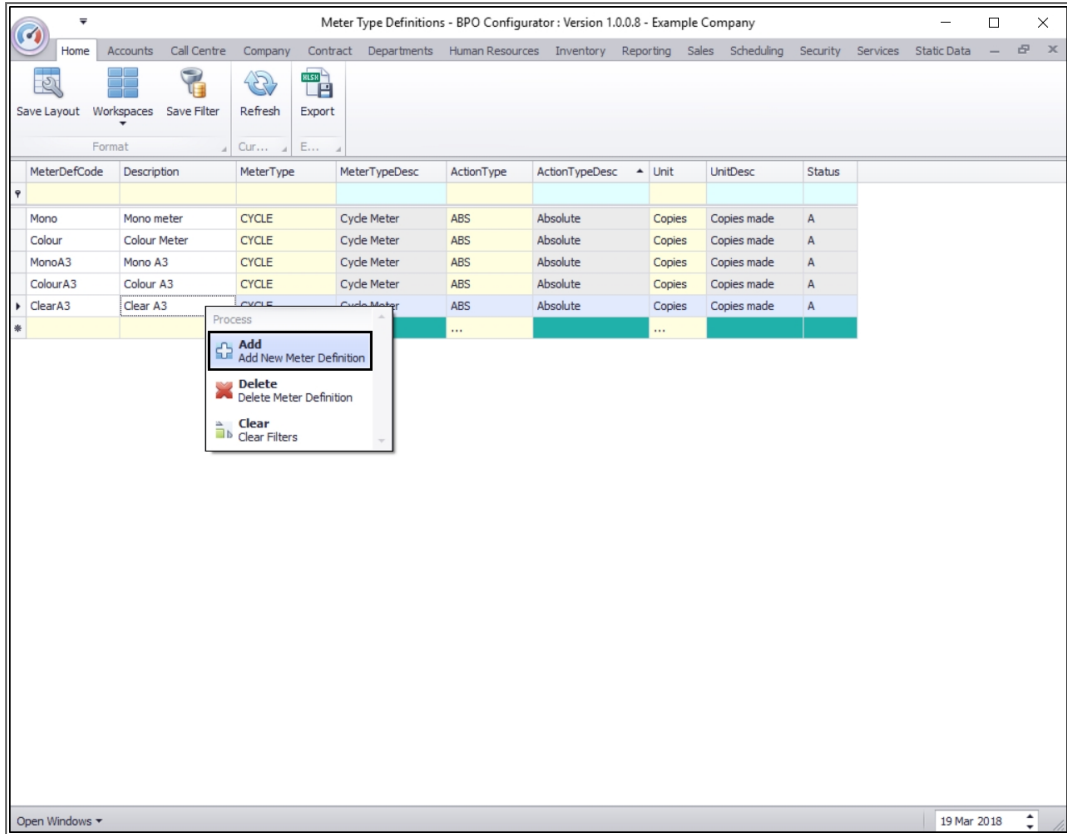 Meter Type Definitions - BPO Configurator : Version 1.0.0.8 - Example Company
Home Accounts Call Centre Company Contract Departments Human Resources Inventory Reporting Sales Scheduling Security Services Static Data
Save Layout Workspaces Save Filter Refresh Export
Format Cur... E...
MeterDefCode Description MeterType MeterTypeDesc ActionType ActionTypeDesc Unit UnitDesc Status
Mono Mono meter CYCLE Cycle Meter ABS Absolute Copies Copies made A
Colour Colour Meter CYCLE Cycle Meter ABS Absolute Copies Copies made A
MonoA3 Mono A3 CYCLE Cycle Meter ABS Absolute Copies Copies made A
ColourA3 Colour A3 CYCLE Cycle Meter ABS Absolute Copies Copies made A
ClearA3 Clear A3 CYCLE Cycle Meter ABS Absolute Copies Copies made A
... ...
Process
Add
Add New Meter Definition
Delete
Delete Meter Definition
Clear
Clear Filters
Open Windows 19 Mar 2018